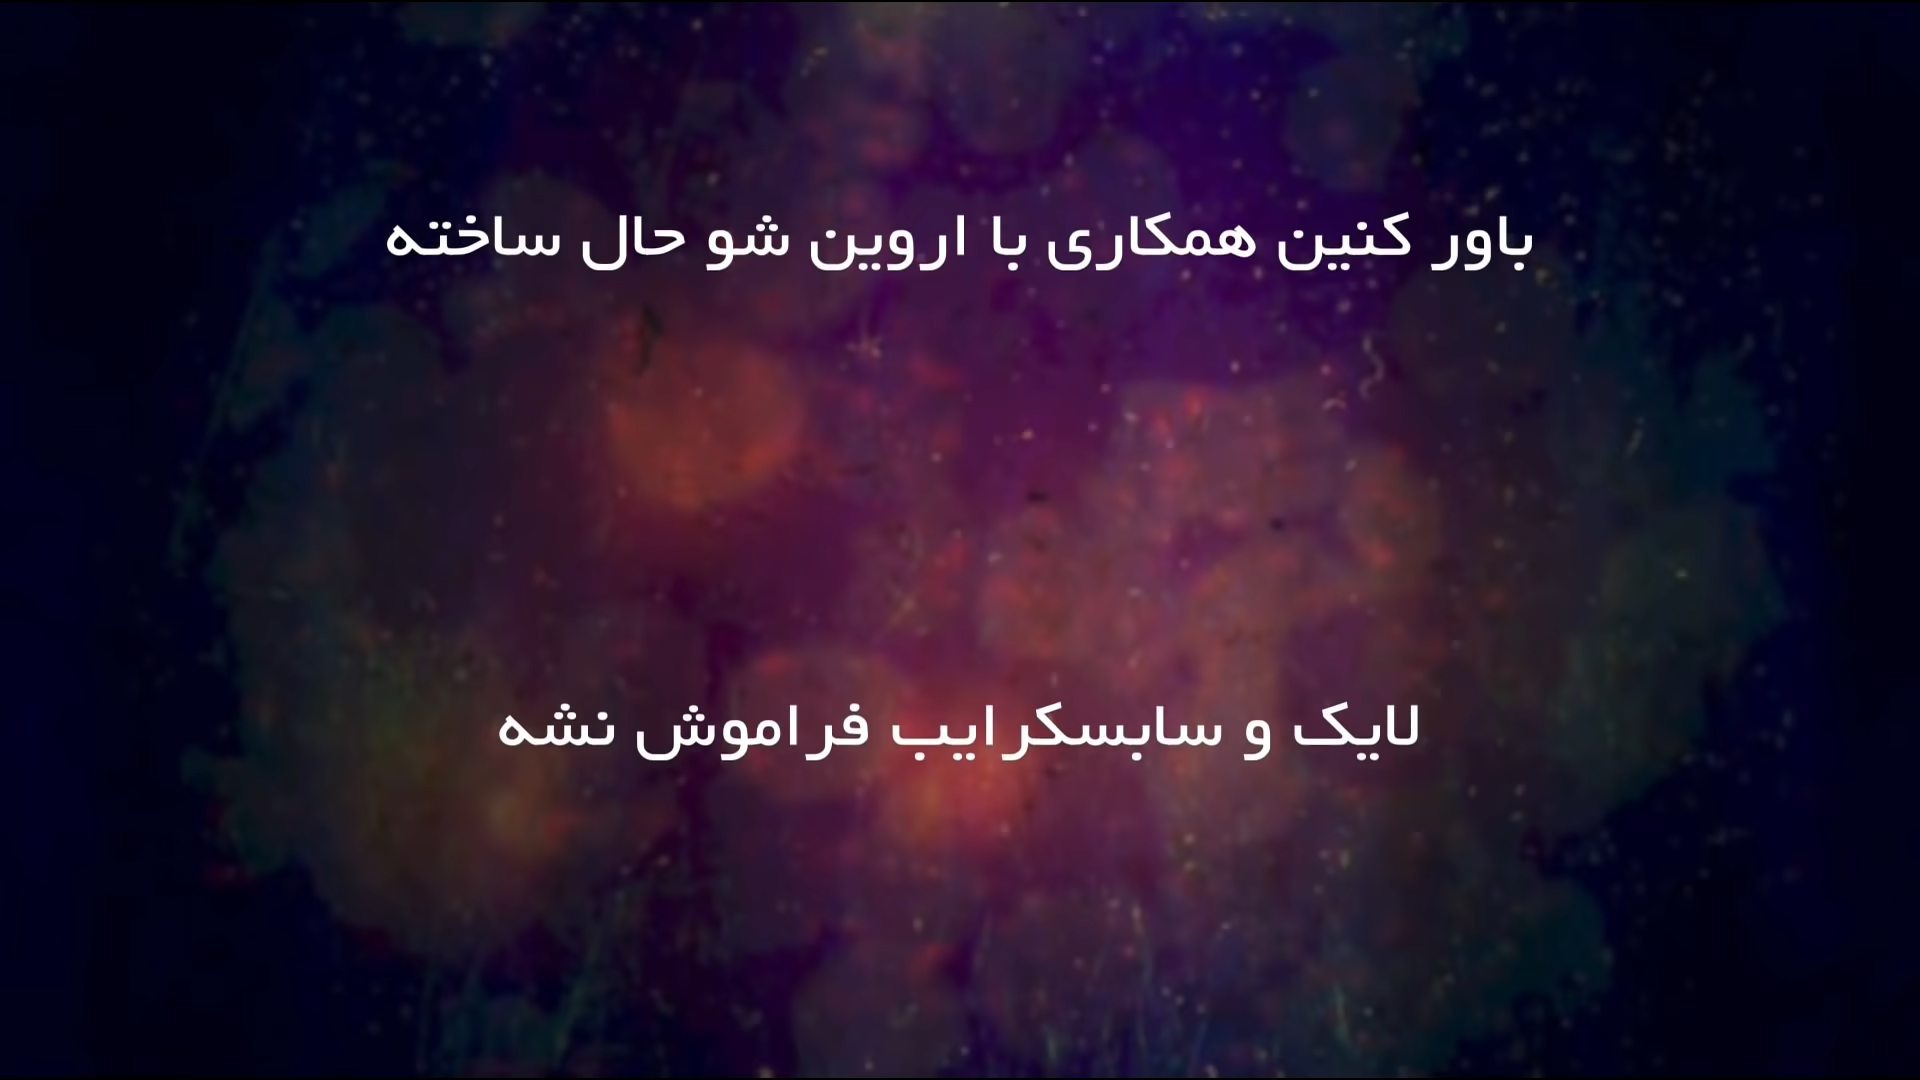 باور کنین همکاری با اروین شو حال ساخته
لایک و سابسکرایب فراموش نشه